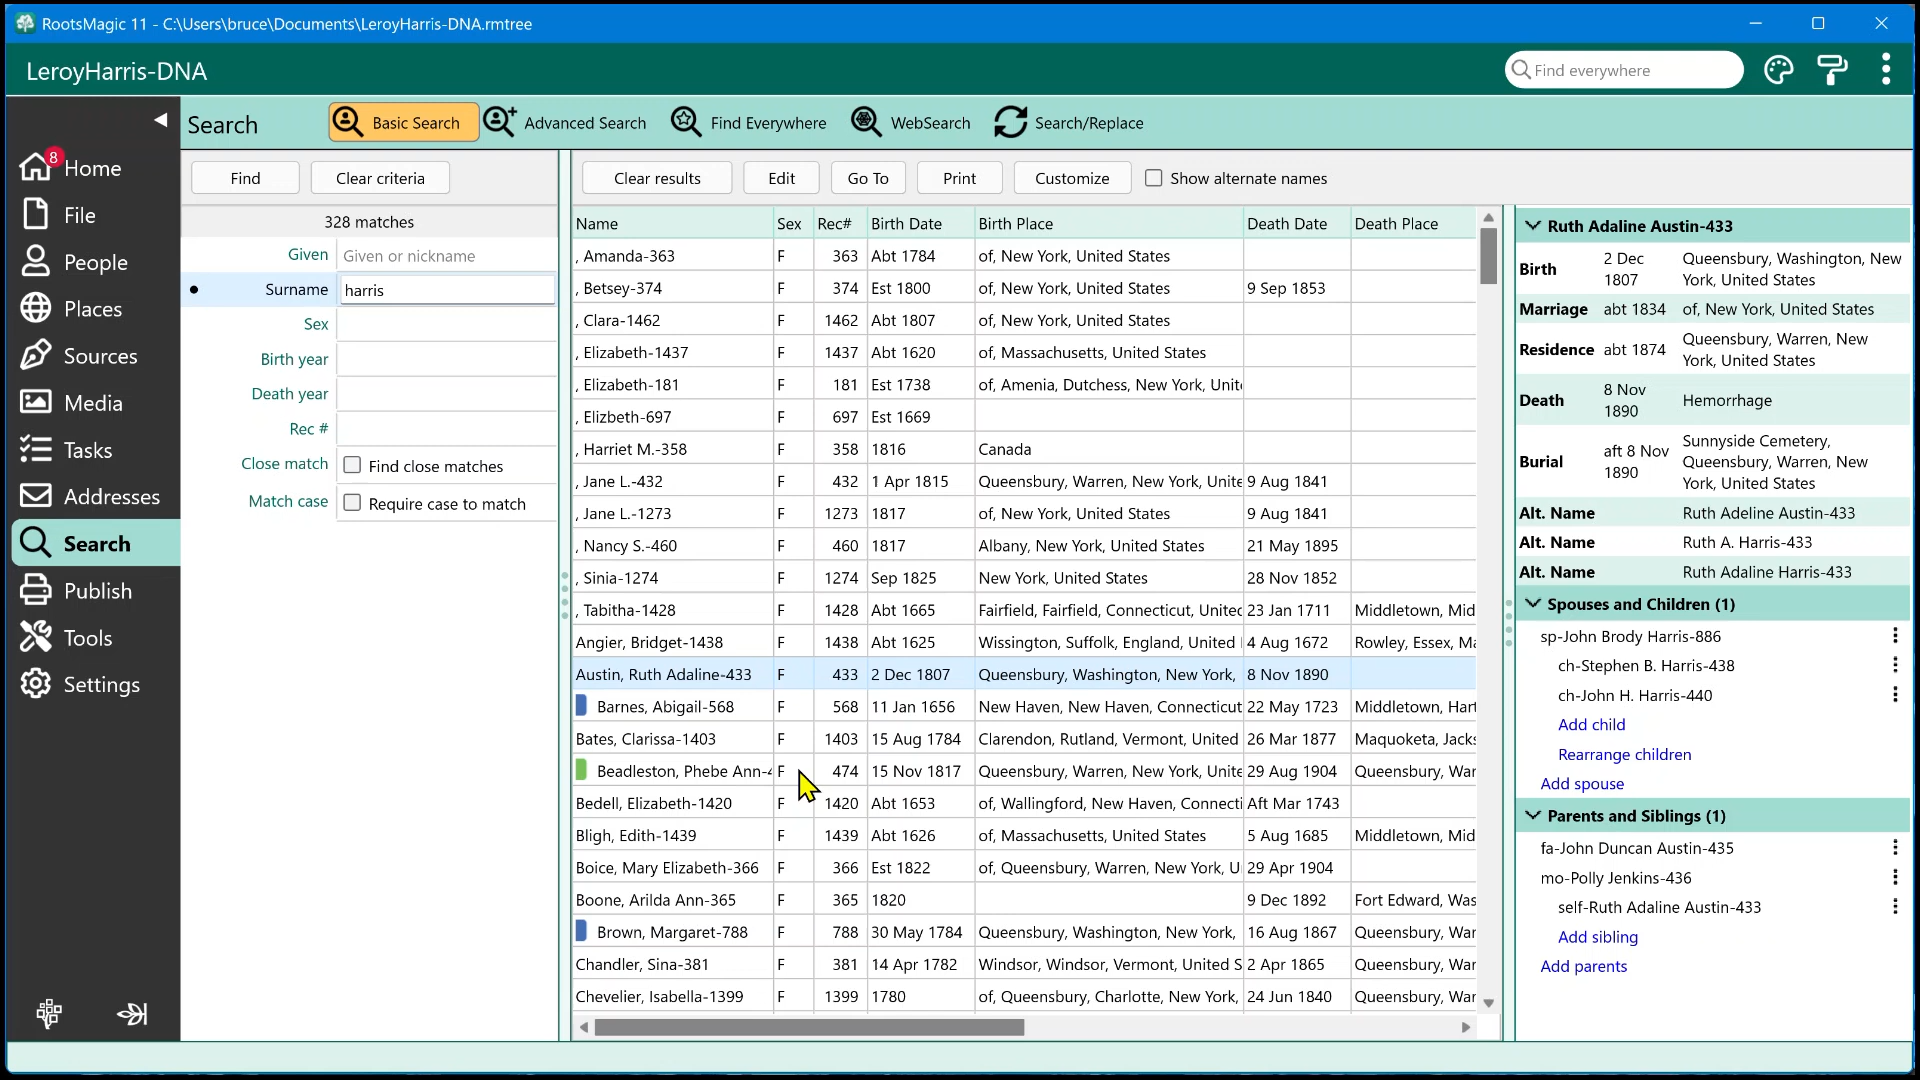 RootsMagic 11 - C:\Users\bruce\Documents\LeroyHarris-DNA.rmtree
LeroyHarris-DNA
Find everywhere
Search
Basic Search
Advanced Search
Find Everywhere
WebSearch
Search/Replace
8
Home
File
People
Places
Sources
Media
Tasks
Addresses
Search
Publish
Tools
Settings
Find
Clear criteria
328 matches
Given Given or nickname
Surname harris
Sex
Birth year
Death year
Rec #
Close match Find close matches
Match case Require case to match
Clear results Edit Go To Print Customize Show alternate names
Name Sex Rec# Birth Date Birth Place Death Date Death Place
, Amanda-363 F 363 Abt 1784 of, New York, United States
, Betsey-374 F 374 Est 1800 of, New York, United States 9 Sep 1853
, Clara-1462 F 1462 Abt 1807 of, New York, United States
, Elizabeth-1437 F 1437 Abt 1620 of, Massachusetts, United States
, Elizabeth-181 F 181 Est 1738 of, Amenia, Dutchess, New York, Unit
, Elizbeth-697 F 697 Est 1669
, Harriet M.-358 F 358 1816 Canada
, Jane L.-432 F 432 1 Apr 1815 Queensbury, Warren, New York, Unite 9 Aug 1841
, Jane L.-1273 F 1273 1817 of, New York, United States 9 Aug 1841
, Nancy S.-460 F 460 1817 Albany, New York, United States 21 May 1895
, Sinia-1274 F 1274 Sep 1825 New York, United States 28 Nov 1852
, Tabitha-1428 F 1428 Abt 1665 Fairfield, Fairfield, Connecticut, United 23 Jan 1711 Middletown, Mid
Angier, Bridget-1438 F 1438 Abt 1625 Wissington, Suffolk, England, United 4 Aug 1672 Rowley, Essex, Ma
Austin, Ruth Adaline-433 F 433 2 Dec 1807 Queensbury, Washington, New York, 8 Nov 1890
Barnes, Abigail-568 F 568 11 Jan 1656 New Haven, New Haven, Connecticut 22 May 1723 Middletown, Hart
Bates, Clarissa-1403 F 1403 15 Aug 1784 Clarendon, Rutland, Vermont, United 26 Mar 1877 Maquoketa, Jacks
Beadleston, Phebe Ann-4 F 474 15 Nov 1817 Queensbury, Warren, New York, Unite 29 Aug 1904 Queensbury, War
Bedell, Elizabeth-1420 F 1420 Abt 1653 of, Wallingford, New Haven, Connecti Aft Mar 1743
Bligh, Edith-1439 F 1439 Abt 1626 of, Massachusetts, United States 5 Aug 1685 Middletown, Mid
Boice, Mary Elizabeth-366 F 366 Est 1822 of, Queensbury, Warren, New York, U 29 Apr 1904
Boone, Arilda Ann-365 F 365 1820 9 Dec 1892 Fort Edward, Was
Brown, Margaret-788 F 788 30 May 1784 Queensbury, Washington, New York, 16 Aug 1867 Queensbury, War
Chandler, Sina-381 F 381 14 Apr 1782 Windsor, Windsor, Vermont, United S 2 Apr 1865 Queensbury, War
Chevelier, Isabella-1399 F 1399 1780 of, Queensbury, Charlotte, New York, 24 Jun 1840 Queensbury, War
Ruth Adaline Austin-433
Birth 2 Dec 1807 Queensbury, Washington, New York, United States
Marriage abt 1834 of, New York, United States
Residence abt 1874 Queensbury, Warren, New York, United States
Death 8 Nov 1890 Hemorrhage
Burial aft 8 Nov 1890 Sunnyside Cemetery, Queensbury, Warren, New York, United States
Alt. Name Ruth Adeline Austin-433
Alt. Name Ruth A. Harris-433
Alt. Name Ruth Adaline Harris-433
Spouses and Children (1)
sp-John Brody Harris-886
ch-Stephen B. Harris-438
ch-John H. Harris-440
Add child
Rearrange children
Add spouse
Parents and Siblings (1)
fa-John Duncan Austin-435
mo-Polly Jenkins-436
self-Ruth Adaline Austin-433
Add sibling
Add parents